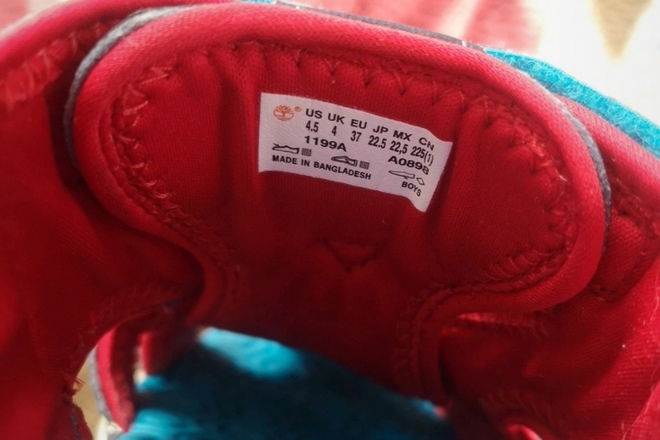 US UK EU JP MX CN
4.5 4 37 22.5 22.5 225(1)
1199A A089B
MADE IN BANGLADESH BOYS